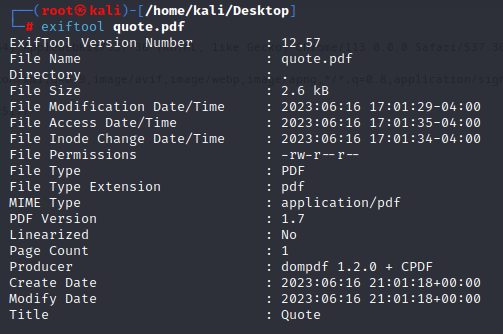 ┌──(root㉿kali)-[/home/kali/Desktop]
└─# exiftool quote.pdf
ExifTool Version Number         : 12.57
File Name                       : quote.pdf
Directory                       : .
File Size                       : 2.6 kB
File Modification Date/Time     : 2023:06:16 17:01:29-04:00
File Access Date/Time           : 2023:06:16 17:01:35-04:00
File Inode Change Date/Time     : 2023:06:16 17:01:34-04:00
File Permissions                : -rw-r--r--
File Type                       : PDF
File Type Extension             : pdf
MIME Type                       : application/pdf
PDF Version                     : 1.7
Linearized                      : No
Page Count                      : 1
Producer                        : dompdf 1.2.0 + CPDF
Create Date                     : 2023:06:16 21:01:18+00:00
Modify Date                     : 2023:06:16 21:01:18+00:00
Title                           : Quote